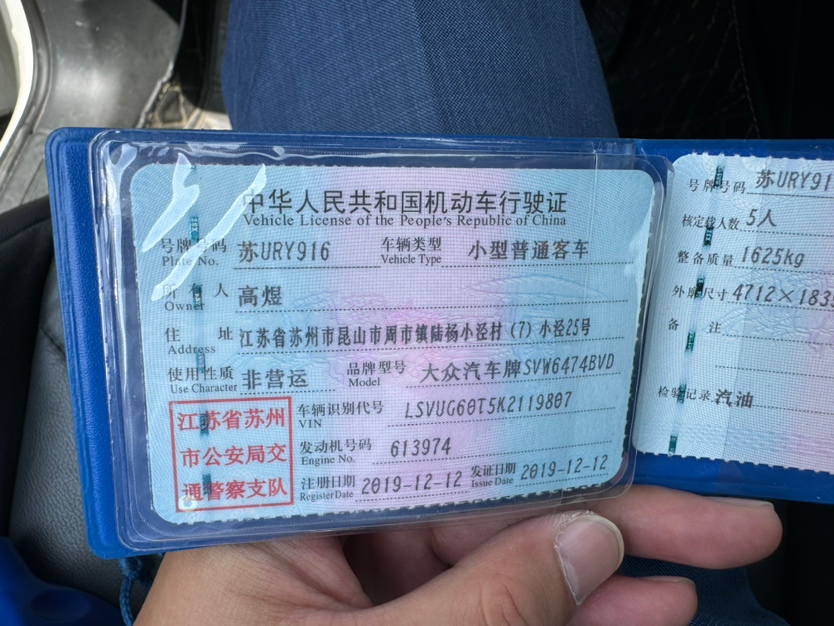 中华人民共和国机动车行驶证
Vehicle License of the People's Republic of China
号牌号码 苏URY916 车辆类型 小型普通客车
Plate No. Vehicle Type
所有人 高煜
Owner
住址 江苏省苏州市昆山市周市镇陆杨小泾村(7)小泾25号
Address
使用性质 非营运 品牌型号 大众汽车牌SVW6474BVD
Use Character Model
江苏省苏州
市公安局交
通警察支队
车辆识别代号 LSVUG60T5K2119807
VIN
发动机号码 613974
Engine No.
注册日期 2019-12-12 发证日期 2019-12-12
Register Date Issue Date
号牌号码 苏URY91
核定载人数 5人
整备质量 1625kg
外廓尺寸 4712×183
备注
检验记录 汽油